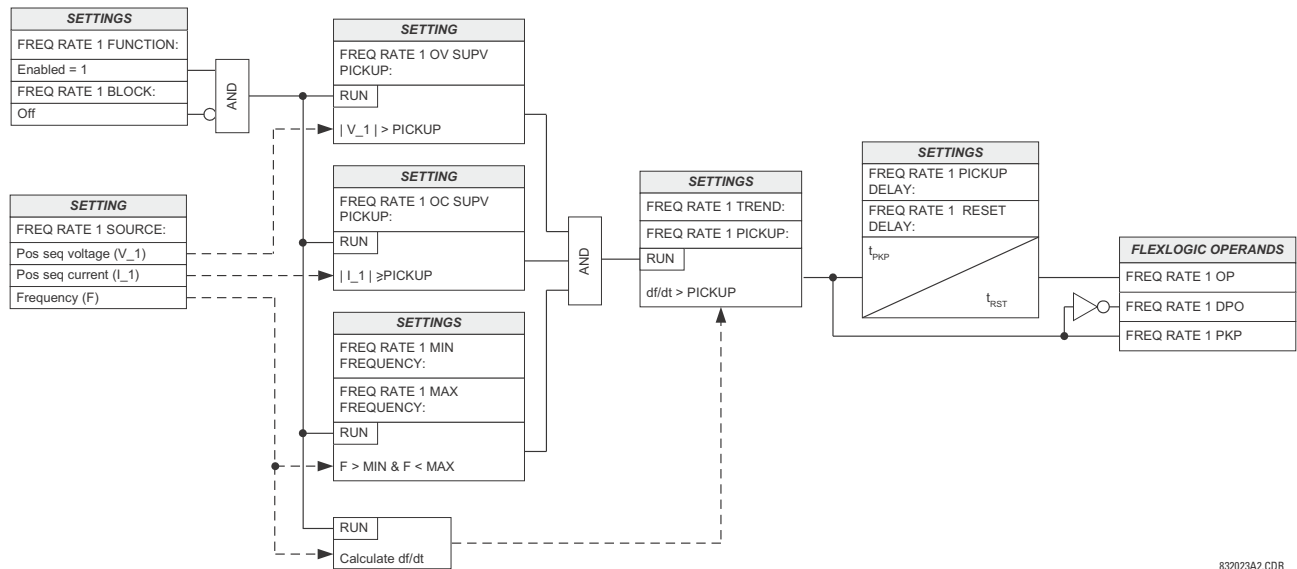 SETTINGS
FREQ RATE 1 FUNCTION:
Enabled = 1
FREQ RATE 1 BLOCK:
Off
AND
SETTING
FREQ RATE 1 SOURCE:
Pos seq voltage (V_1)
Pos seq current (I_1)
Frequency (F)
SETTING
FREQ RATE 1 OV SUPV
PICKUP:
RUN
| V_1 | > PICKUP
SETTING
FREQ RATE 1 OC SUPV
PICKUP:
RUN
| I_1 | ≥PICKUP
SETTINGS
FREQ RATE 1 MIN
FREQUENCY:
FREQ RATE 1 MAX
FREQUENCY:
RUN
F > MIN & F < MAX
RUN
Calculate df/dt
AND
SETTINGS
FREQ RATE 1 TREND:
FREQ RATE 1 PICKUP:
RUN
df/dt > PICKUP
SETTINGS
FREQ RATE 1 PICKUP
DELAY:
FREQ RATE 1 RESET
DELAY:
tPKP
tRST
FLEXLOGIC OPERANDS
FREQ RATE 1 OP
FREQ RATE 1 DPO
FREQ RATE 1 PKP
832023A2.CDR